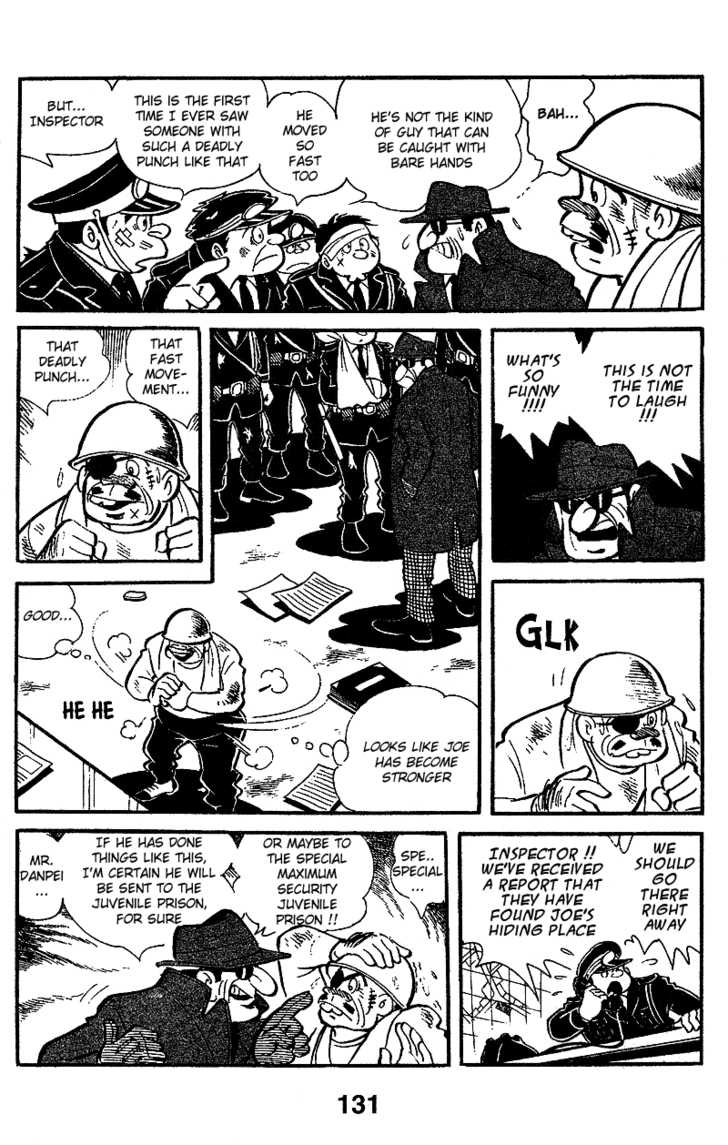 BUT...
INSPECTOR
THIS IS THE FIRST
TIME I EVER SAW
SOMEONE WITH
SUCH A DEADLY
PUNCH LIKE THAT
HE
MOVED
SO
FAST
TOO
HE'S NOT THE KIND
OF GUY THAT CAN
BE CAUGHT WITH
BARE HANDS
BAH...
THAT
DEADLY
PUNCH...
THAT
FAST
MOVE-
MENT...
WHAT'S
SO
FUNNY
!!!!
THIS IS NOT
THE TIME
TO LAUGH
!!!
GOOD...
HE HE
LOOKS LIKE JOE
HAS BECOME
STRONGER
GLK
MR.
DANPEI
...
IF HE HAS DONE
THINGS LIKE THIS,
I'M CERTAIN HE WILL
BE SENT TO THE
JUVENILE PRISON,
FOR SURE
OR MAYBE TO
THE SPECIAL
MAXIMUM
SECURITY
JUVENILE
PRISON !!
SPE..
SPECIAL
...
INSPECTOR !!
WE'VE RECEIVED
A REPORT THAT
THEY HAVE
FOUND JOE'S
HIDING PLACE
WE
SHOULD
GO
THERE
RIGHT
AWAY
131